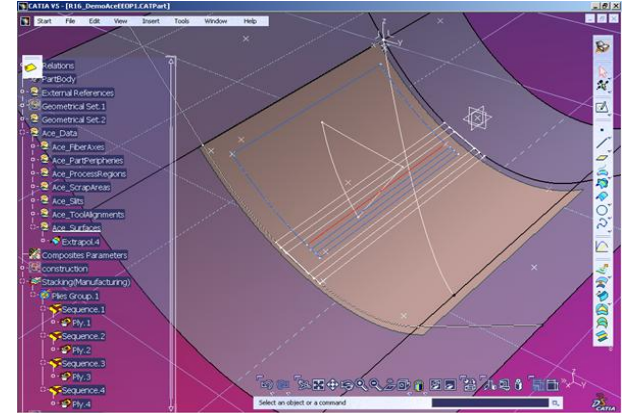 CATIA V5 - [R16_DemoAceEEOP1.CATPart]
Start File Edit View Insert Tools Window Help
Relations
PartBody
External References
Geometrical Set.1
Geometrical Set.2
Ace_Data
Ace_FiberAxes
Ace_PartPeripheries
Ace_ProcessRegions
Ace_ScrapAreas
Ace_Slits
Ace_ToolAlignments
Ace_Surfaces
Extrapol.4
Composites Parameters
construction
Stacking(Manufacturing)
Plies Group.1
Sequence.1
Ply.1
Sequence.2
Ply.2
Sequence.3
Ply.3
Sequence.4
Ply.4
z
y
x
Select an object or a command
CATIA